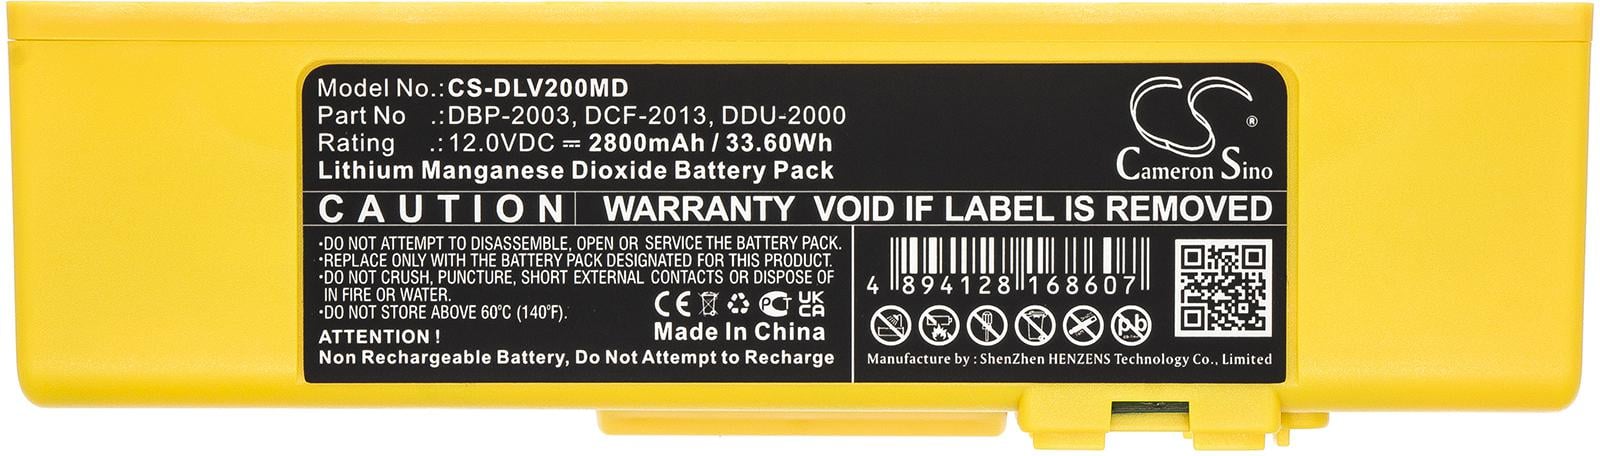 Model No.: CS-DLV200MD
Part No .: DBP-2003, DCF-2013, DDU-2000
Rating .: 12.0VDC ⎓ 2800mAh / 33.60Wh
Lithium Manganese Dioxide Battery Pack
CS ®
Cameron Sino
CAUTION WARRANTY VOID IF LABEL IS REMOVED
•DO NOT ATTEMPT TO DISASSEMBLE, OPEN OR SERVICE THE BATTERY PACK.
•REPLACE ONLY WITH THE BATTERY PACK DESIGNATED FOR THIS PRODUCT.
•DO NOT CRUSH, PUNCTURE, SHORT EXTERNAL CONTACTS OR DISPOSE OF
IN FIRE OR WATER.
•DO NOT STORE ABOVE 60°C (140°F).
CE PCT UK CA
ATTENTION !
Made In China
Non Rechargeable Battery, Do Not Attempt to Recharge
4 894128 168607
Pb
Manufacture by : ShenZhen HENZENS Technology Co., Limited